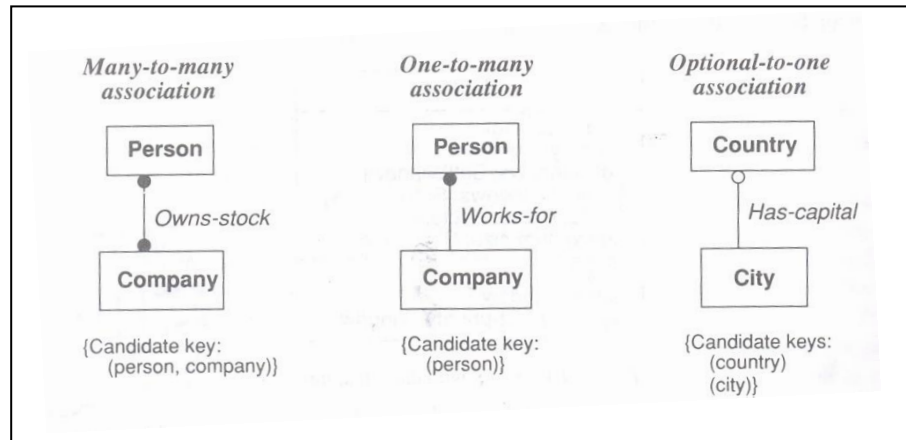 Many-to-many
association
Person
Owns-stock
Company
{Candidate key:
(person, company)}
One-to-many
association
Person
Works-for
Company
{Candidate key:
(person)}
Optional-to-one
association
Country
Has-capital
City
{Candidate keys:
(country)
(city)}